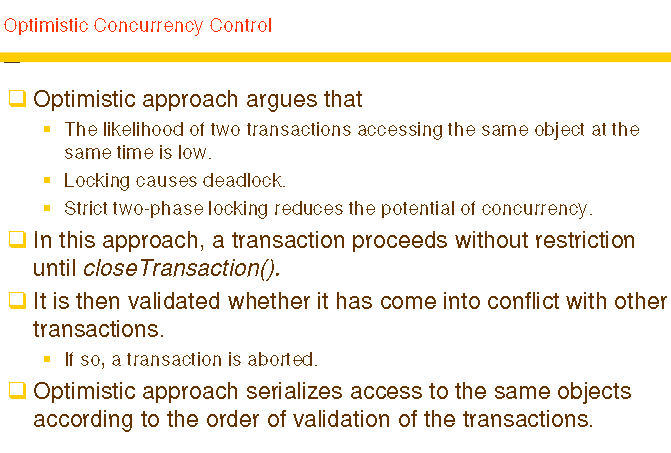 Optimistic Concurrency Control
Optimistic approach argues that
The likelihood of two transactions accessing the same object at the
same time is low.
Locking causes deadlock.
Strict two-phase locking reduces the potential of concurrency.
In this approach, a transaction proceeds without restriction
until closeTransaction().
It is then validated whether it has come into conflict with other
transactions.
If so, a transaction is aborted.
Optimistic approach serializes access to the same objects
according to the order of validation of the transactions.